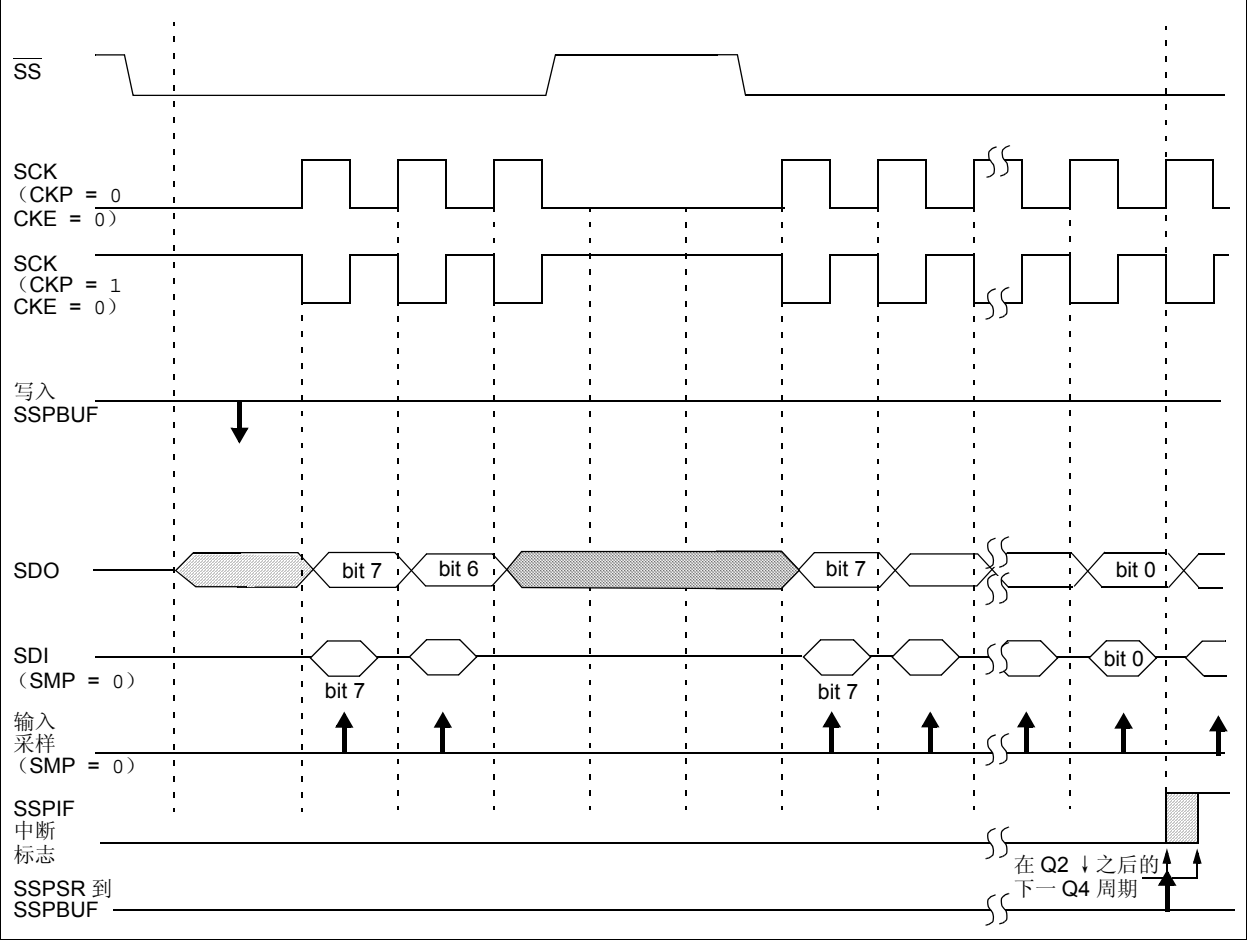 SS
SCK
（CKP = 0
CKE = 0）
SCK
（CKP = 1
CKE = 0）
写入
SSPBUF
SDO
bit 7
bit 6
bit 7
bit 0
SDI
（SMP = 0）
bit 7
bit 7
bit 0
输入
采样
（SMP = 0）
SSPIF
中断
标志
在 Q2 ↓之后的
下一 Q4 周期
SSPSR 到
SSPBUF